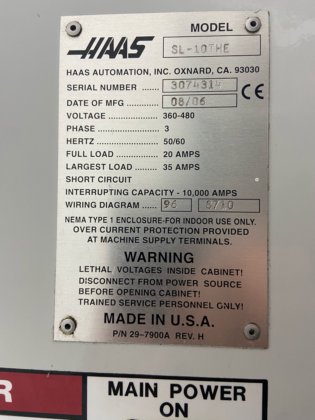 HAAS
MODEL
SL-10THE
HAAS AUTOMATION, INC. OXNARD, CA. 93030
SERIAL NUMBER ........
CE
DATE OF MFG ............ 08/06
VOLTAGE ................... 360-480
PHASE ........................ 3
HERTZ ........................ 50/60
FULL LOAD ................ 20 AMPS
LARGEST LOAD ........ 35 AMPS
SHORT CIRCUIT
INTERRUPTING CAPACITY - 10,000 AMPS
WIRING DIAGRAM ...... 96
NEMA TYPE 1 ENCLOSURE-FOR INDOOR USE ONLY.
OVER CURRENT PROTECTION PROVIDED
AT MACHINE SUPPLY TERMINALS.
WARNING
LETHAL VOLTAGES INSIDE CABINET!
DISCONNECT FROM POWER SOURCE
BEFORE OPENING CABINET!
TRAINED SERVICE PERSONNEL ONLY!
MADE IN U.S.A.
P/N 29-7900A REV. H
R
MAIN POWER
ON